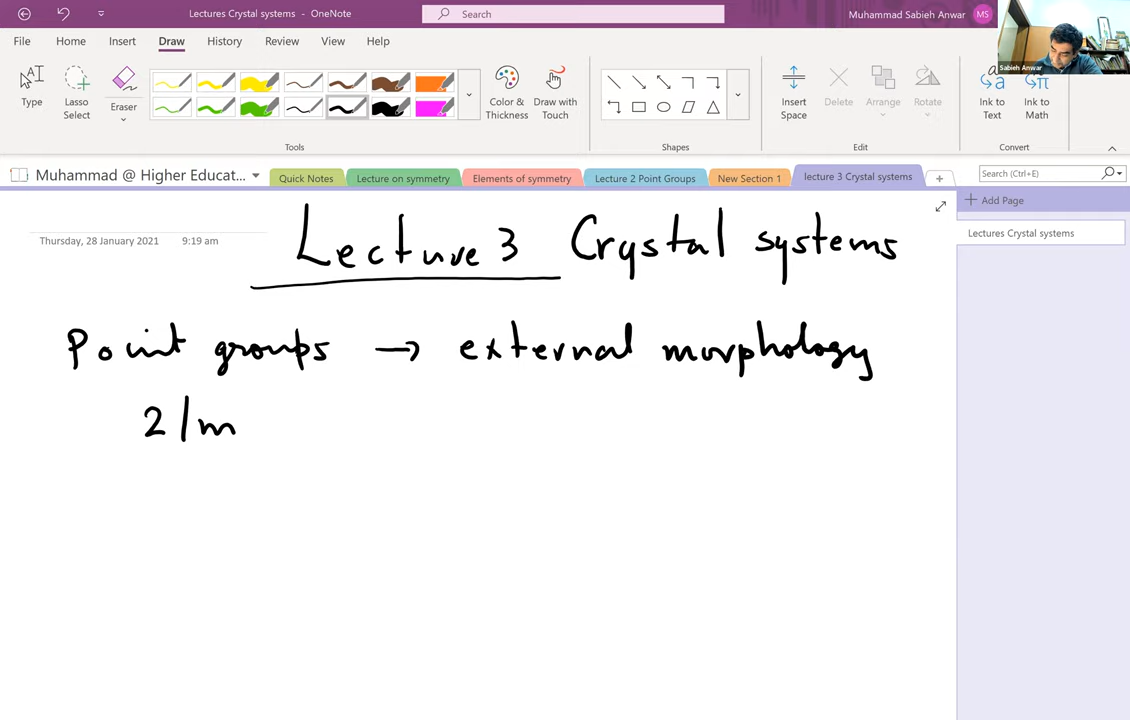 Lectures Crystal systems - OneNote
Search
Muhammad Sabieh Anwar
MS
Sabieh Anwar
File Home Insert Draw History Review View Help
Type
Lasso Select
Eraser
Color & Thickness
Draw with Touch
Insert Space
Delete
Arrange
Rotate
Ink to Text
Ink to Math
Tools
Shapes
Edit
Convert
Muhammad @ Higher Educat...
Quick Notes
Lecture on symmetry
Elements of symmetry
Lecture 2 Point Groups
New Section 1
lecture 3 Crystal systems
Search (Ctrl+E)
Add Page
Lectures Crystal systems
Thursday, 28 January 2021 9:19 am
Lecture 3 Crystal systems
Point groups → external morphology
2/m